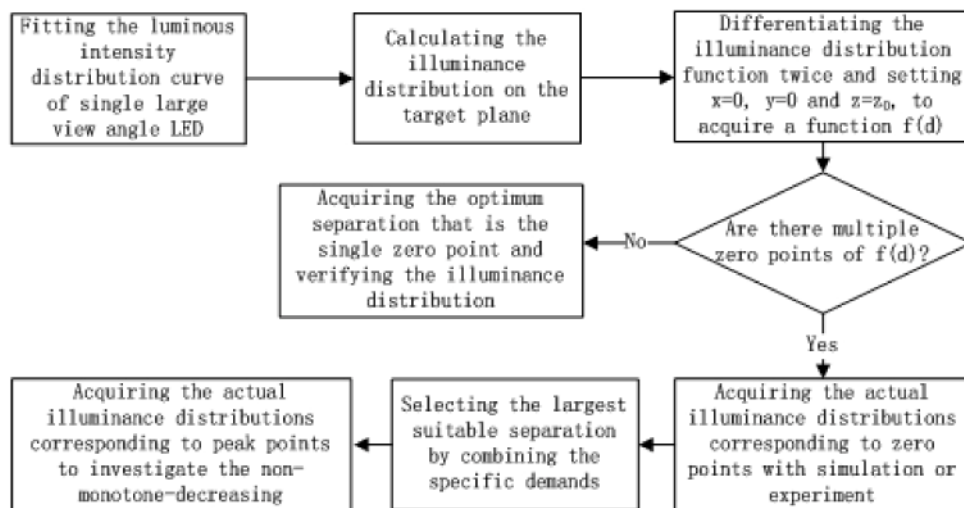 Fitting the luminous
intensity
distribution curve
of single large
view angle LED
Calculating the
illuminance
distribution on the
target plane
Differentiating the
illuminance distribution
function twice and setting
x=0, y=0 and z=z₀, to
acquire a function f(d)
Are there multiple
zero points of f(d)?
No
Acquiring the optimum
separation that is the
single zero point and
verifying the illuminance
distribution
Yes
Acquiring the actual
illuminance distributions
corresponding to zero
points with simulation or
experiment
Selecting the largest
suitable separation
by combining the
specific demands
Acquiring the actual
illuminance distributions
corresponding to peak points
to investigate the non-
monotone-decreasing